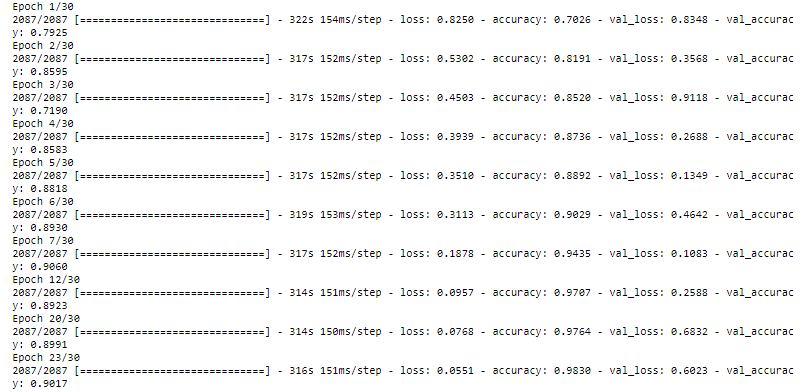 Epoch 1/30
2087/2087 [==============================] - 322s 154ms/step - loss: 0.8250 - accuracy: 0.7026 - val_loss: 0.8348 - val_accurac
y: 0.7925
Epoch 2/30
2087/2087 [==============================] - 317s 152ms/step - loss: 0.5302 - accuracy: 0.8191 - val_loss: 0.3568 - val_accurac
y: 0.8595
Epoch 3/30
2087/2087 [==============================] - 317s 152ms/step - loss: 0.4503 - accuracy: 0.8520 - val_loss: 0.9118 - val_accurac
y: 0.7190
Epoch 4/30
2087/2087 [==============================] - 317s 152ms/step - loss: 0.3939 - accuracy: 0.8736 - val_loss: 0.2688 - val_accurac
y: 0.8583
Epoch 5/30
2087/2087 [==============================] - 317s 152ms/step - loss: 0.3510 - accuracy: 0.8892 - val_loss: 0.1349 - val_accurac
y: 0.8818
Epoch 6/30
2087/2087 [==============================] - 319s 153ms/step - loss: 0.3113 - accuracy: 0.9029 - val_loss: 0.4642 - val_accurac
y: 0.8930
Epoch 7/30
2087/2087 [==============================] - 317s 152ms/step - loss: 0.1878 - accuracy: 0.9435 - val_loss: 0.1083 - val_accurac
y: 0.9060
Epoch 12/30
2087/2087 [==============================] - 314s 151ms/step - loss: 0.0957 - accuracy: 0.9707 - val_loss: 0.2588 - val_accurac
y: 0.8923
Epoch 20/30
2087/2087 [==============================] - 314s 150ms/step - loss: 0.0768 - accuracy: 0.9764 - val_loss: 0.6832 - val_accurac
y: 0.8991
Epoch 23/30
2087/2087 [==============================] - 316s 151ms/step - loss: 0.0551 - accuracy: 0.9830 - val_loss: 0.6023 - val_accurac
y: 0.9017